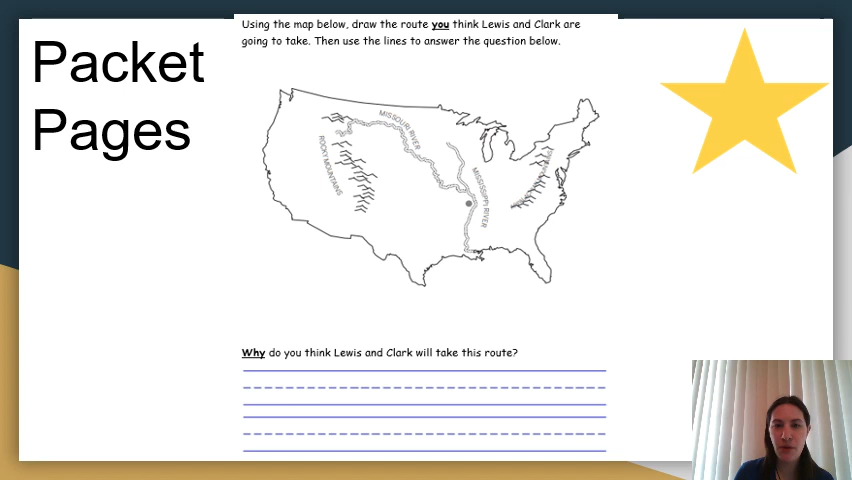 Packet
Pages
Using the map below, draw the route you think Lewis and Clark are
going to take. Then use the lines to answer the question below.
MISSOURI RIVER
ROCKY MOUNTAINS
MISSISSIPPI RIVER
Why do you think Lewis and Clark will take this route?